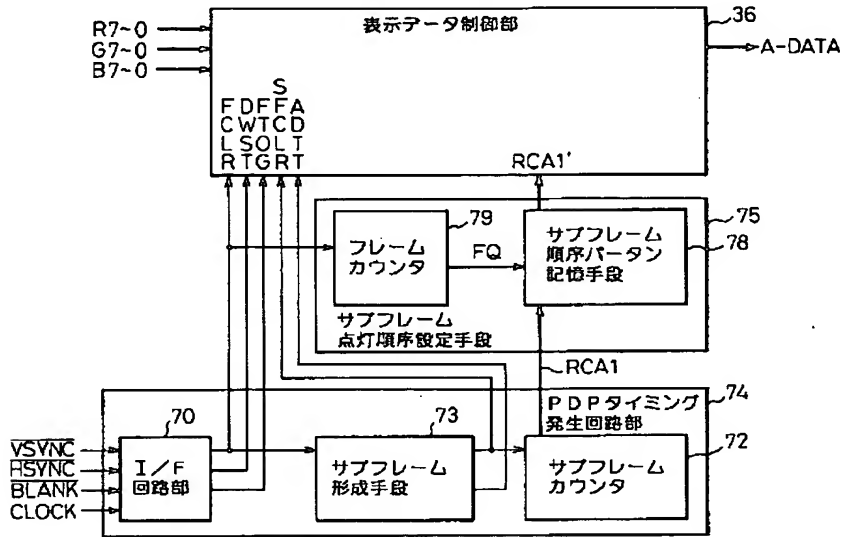 R7~0
G7~0
B7~0
表示データ制御部
36
A-DATA
FCLR
DWST
FTOG
SFCLR
ADTT
RCA1'
75
79
フレーム
カウンタ
FQ
サブフレーム
順序パータン
記憶手段
78
サブフレーム
点灯順序設定手段
RCA1
74
PDPタイミング
発生回路部
VSYNC
HSYNC
BLANK
CLOCK
70
I/F
回路部
73
サブフレーム
形成手段
72
サブフレーム
カウンタ